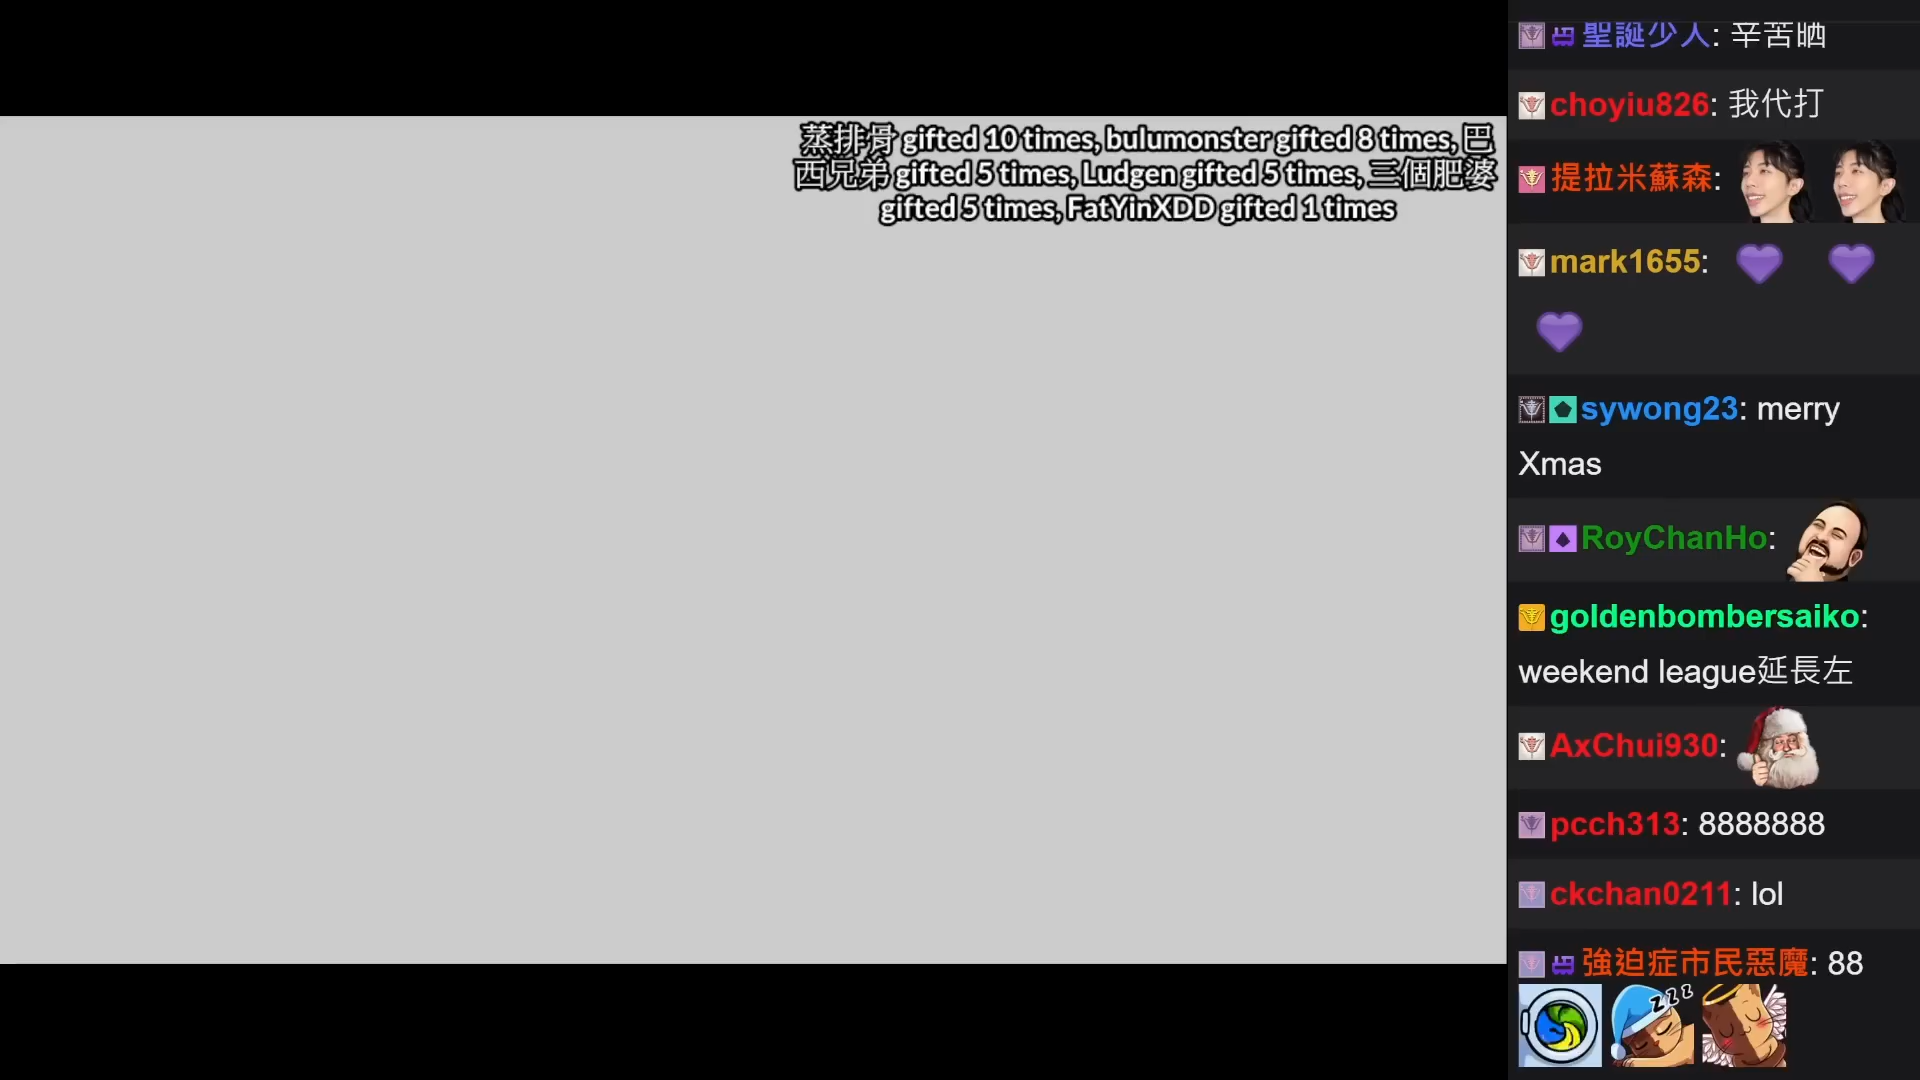 蒸排骨 gifted 10 times, bulumonster gifted 8 times, 巴
西兄弟 gifted 5 times, Ludgen gifted 5 times, 三個肥婆
gifted 5 times, FatYinXDD gifted 1 times
聖誕少人: 辛苦晒
choyiu826: 我代打
提拉米蘇森:
mark1655:
sywong23: merry
Xmas
RoyChanHo:
goldenbombersaiko:
weekend league延長左
AxChui930:
pcch313: 8888888
ckchan0211: lol
強迫症市民惡魔: 88
z z z